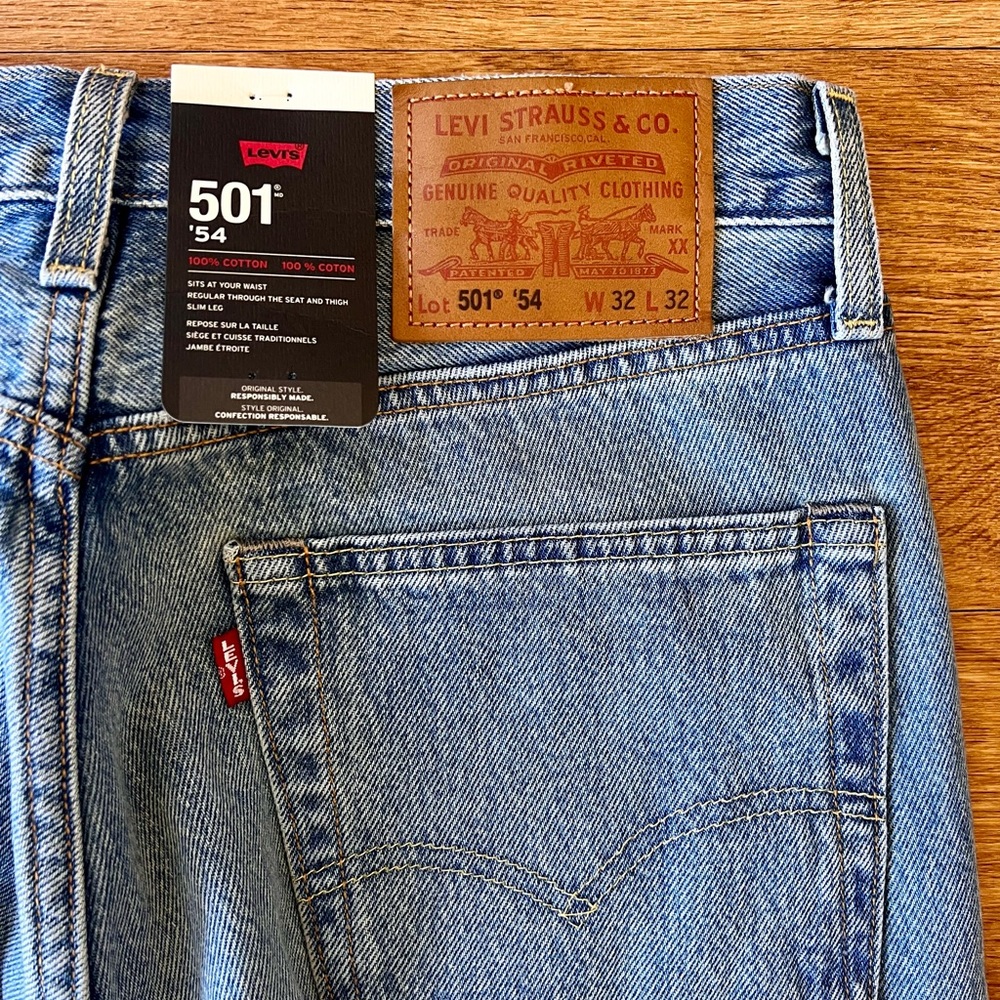 LEVI'S®
501® MD
'54
100% COTTON 100 % COTON
SITS AT YOUR WAIST
REGULAR THROUGH THE SEAT AND THIGH
SLIM LEG
REPOSE SUR LA TAILLE
SIÈGE ET CUISSE TRADITIONNELS
JAMBE ÉTROITE
ORIGINAL STYLE.
RESPONSIBLY MADE.
STYLE ORIGINAL.
CONFECTION RESPONSABLE.
LEVI STRAUSS & CO.
SAN FRANCISCO, CAL.
ORIGINAL RIVETED
GENUINE QUALITY CLOTHING
TRADE MARK
XX
PATENTED MAY 20 1873
Lot 501® '54 W 32 L 32
LEVI'S®